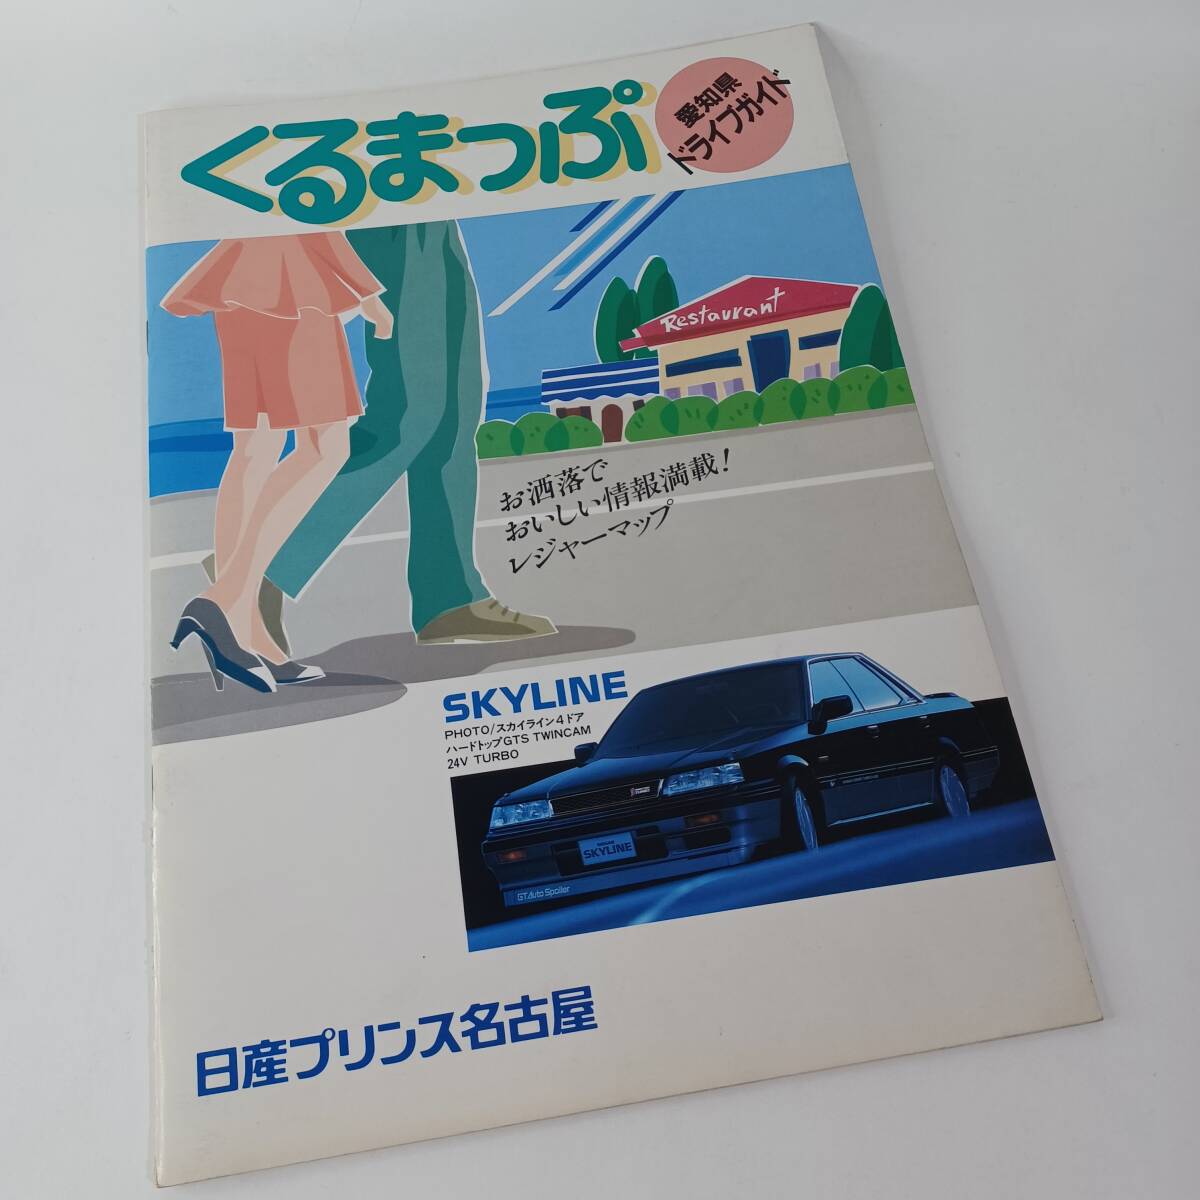 くるまっぷ
愛知県
ドライブガイド
Restaurant
お洒落で
おいしい情報満載!
レジャーマップ
SKYLINE
PHOTO/スカイライン4ドア
ハードトップGTS TWINCAM
24V TURBO
NISSAN
SKYLINE
GT Auto Spoiler
日産プリンス名古屋